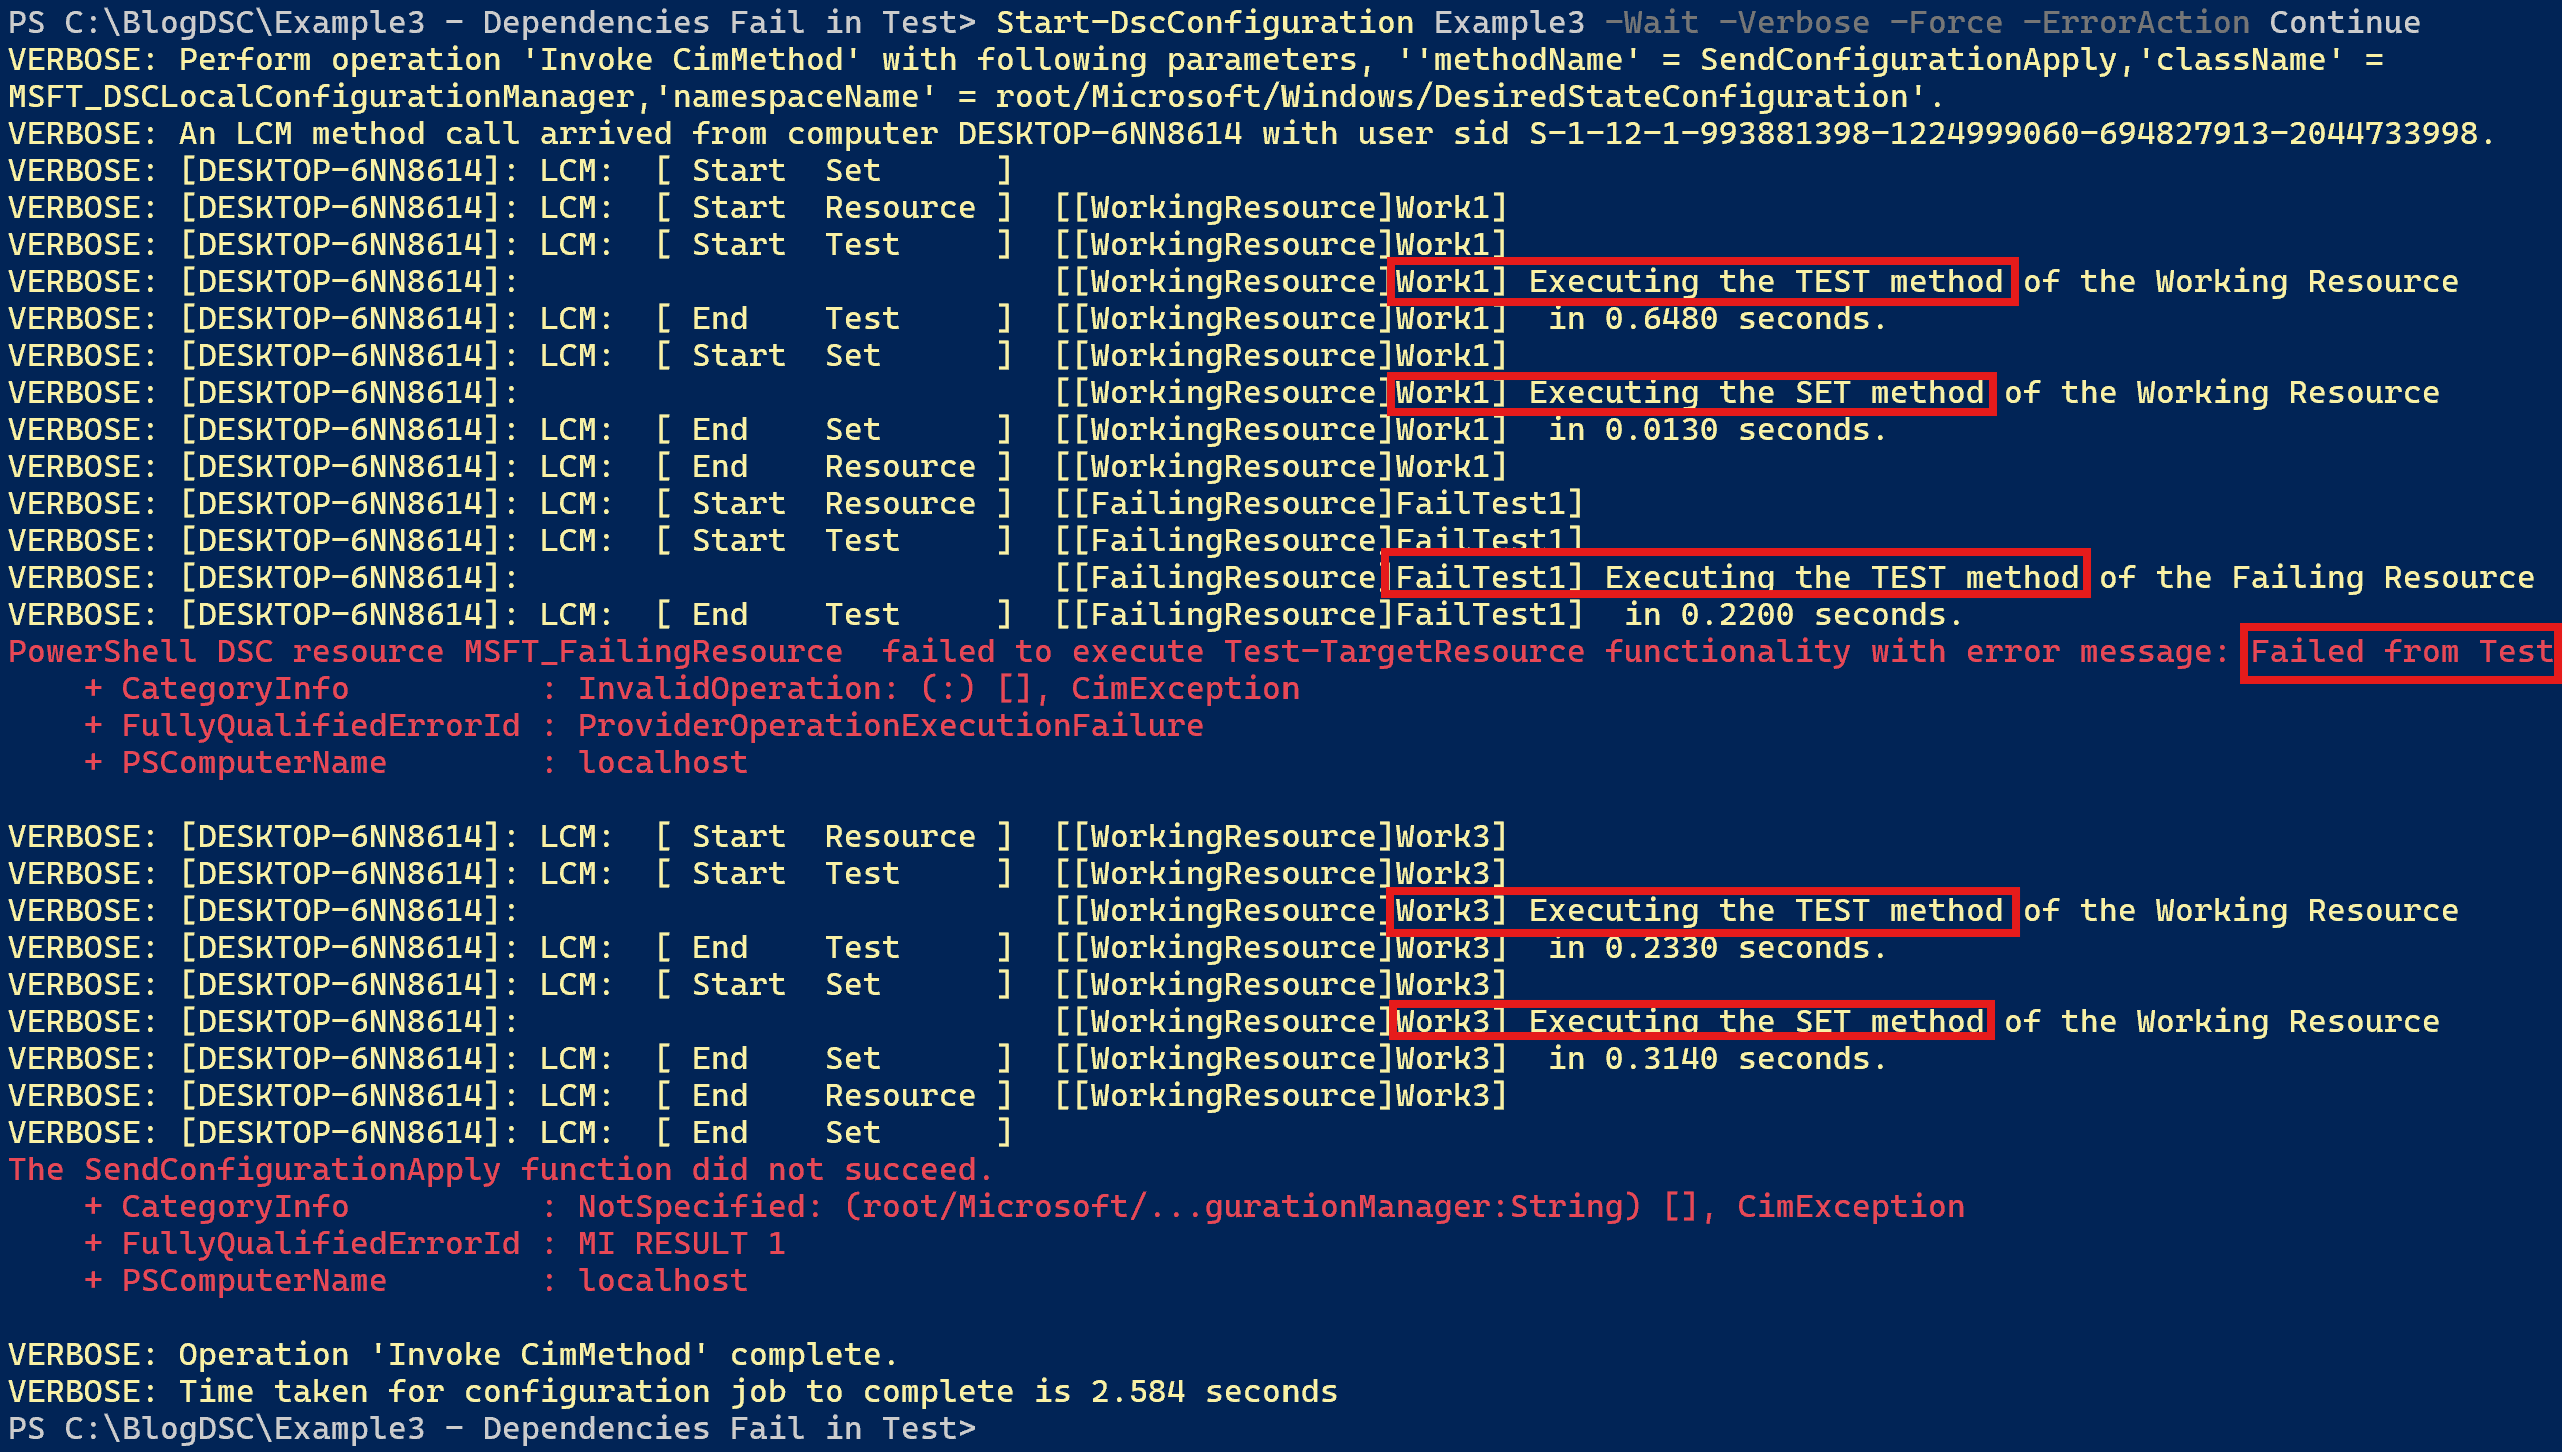 PS C:\BlogDSC\Example3 - Dependencies Fail in Test> Start-DscConfiguration Example3 -Wait -Verbose -Force -ErrorAction Continue
VERBOSE: Perform operation 'Invoke CimMethod' with following parameters, ''methodName' = SendConfigurationApply,'className' =
MSFT_DSCLocalConfigurationManager,'namespaceName' = root/Microsoft/Windows/DesiredStateConfiguration'.
VERBOSE: An LCM method call arrived from computer DESKTOP-6NN8614 with user sid S-1-12-1-993881398-1224999060-694827913-2044733998.
VERBOSE: [DESKTOP-6NN8614]: LCM:  [ Start  Set      ]
VERBOSE: [DESKTOP-6NN8614]: LCM:  [ Start  Resource ]  [[WorkingResource]Work1]
VERBOSE: [DESKTOP-6NN8614]: LCM:  [ Start  Test     ]  [[WorkingResource]Work1]
VERBOSE: [DESKTOP-6NN8614]:                            [[WorkingResource]Work1] Executing the TEST method of the Working Resource
VERBOSE: [DESKTOP-6NN8614]: LCM:  [ End    Test     ]  [[WorkingResource]Work1]  in 0.6480 seconds.
VERBOSE: [DESKTOP-6NN8614]: LCM:  [ Start  Set      ]  [[WorkingResource]Work1]
VERBOSE: [DESKTOP-6NN8614]:                            [[WorkingResource]Work1] Executing the SET method of the Working Resource
VERBOSE: [DESKTOP-6NN8614]: LCM:  [ End    Set      ]  [[WorkingResource]Work1]  in 0.0130 seconds.
VERBOSE: [DESKTOP-6NN8614]: LCM:  [ End    Resource ]  [[WorkingResource]Work1]
VERBOSE: [DESKTOP-6NN8614]: LCM:  [ Start  Resource ]  [[FailingResource]FailTest1]
VERBOSE: [DESKTOP-6NN8614]: LCM:  [ Start  Test     ]  [[FailingResource]FailTest1]
VERBOSE: [DESKTOP-6NN8614]:                            [[FailingResource]FailTest1] Executing the TEST method of the Failing Resource
VERBOSE: [DESKTOP-6NN8614]: LCM:  [ End    Test     ]  [[FailingResource]FailTest1]  in 0.2200 seconds.
PowerShell DSC resource MSFT_FailingResource  failed to execute Test-TargetResource functionality with error message: Failed from Test
    + CategoryInfo          : InvalidOperation: (:) [], CimException
    + FullyQualifiedErrorId : ProviderOperationExecutionFailure
    + PSComputerName        : localhost
VERBOSE: [DESKTOP-6NN8614]: LCM:  [ Start  Resource ]  [[WorkingResource]Work3]
VERBOSE: [DESKTOP-6NN8614]: LCM:  [ Start  Test     ]  [[WorkingResource]Work3]
VERBOSE: [DESKTOP-6NN8614]:                            [[WorkingResource]Work3] Executing the TEST method of the Working Resource
VERBOSE: [DESKTOP-6NN8614]: LCM:  [ End    Test     ]  [[WorkingResource]Work3]  in 0.2330 seconds.
VERBOSE: [DESKTOP-6NN8614]: LCM:  [ Start  Set      ]  [[WorkingResource]Work3]
VERBOSE: [DESKTOP-6NN8614]:                            [[WorkingResource]Work3] Executing the SET method of the Working Resource
VERBOSE: [DESKTOP-6NN8614]: LCM:  [ End    Set      ]  [[WorkingResource]Work3]  in 0.3140 seconds.
VERBOSE: [DESKTOP-6NN8614]: LCM:  [ End    Resource ]  [[WorkingResource]Work3]
VERBOSE: [DESKTOP-6NN8614]: LCM:  [ End    Set      ]
The SendConfigurationApply function did not succeed.
    + CategoryInfo          : NotSpecified: (root/Microsoft/...gurationManager:String) [], CimException
    + FullyQualifiedErrorId : MI RESULT 1
    + PSComputerName        : localhost
VERBOSE: Operation 'Invoke CimMethod' complete.
VERBOSE: Time taken for configuration job to complete is 2.584 seconds
PS C:\BlogDSC\Example3 - Dependencies Fail in Test>